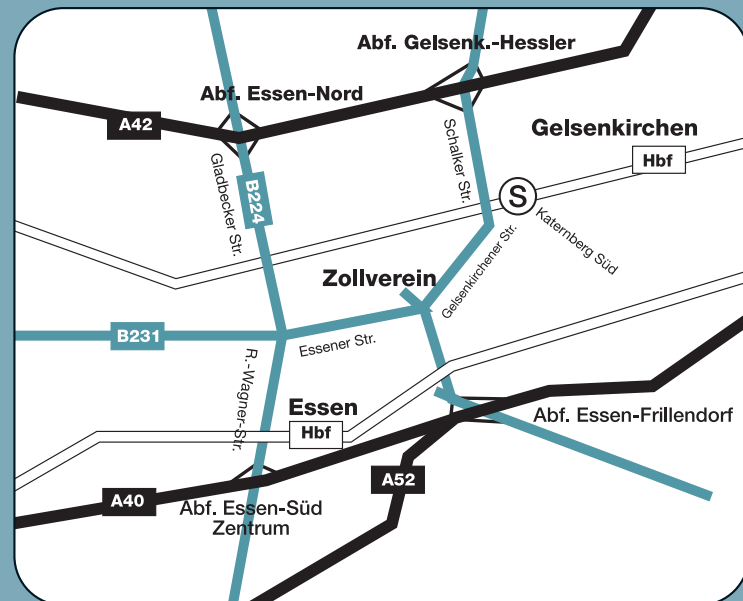 Abf. Gelsenk.-Hessler
Abf. Essen-Nord
A42
Schalker Str.
Gelsenkirchen
Hbf
Gladbecker Str.
B224
S
Katernberg Süd
Gelsenkirchener Str.
Zollverein
B231
Essener Str.
R.-Wagner-Str.
Essen
Hbf
Abf. Essen-Frillendorf
A52
A40
Abf. Essen-Süd
Zentrum